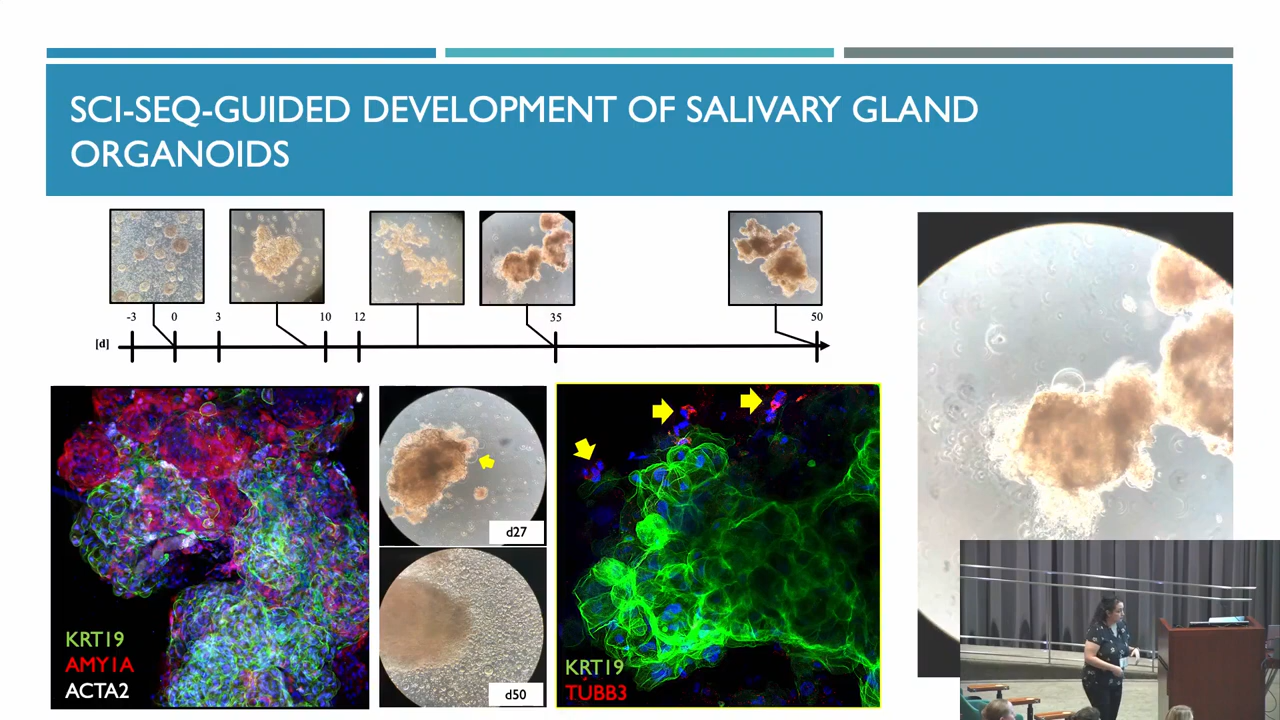 SCI-SEQ-GUIDED DEVELOPMENT OF SALIVARY GLAND
ORGANOIDS
-3 0 3 10 12 35 50
[d]
d27
d50
KRT19
AMY1A
ACTA2
KRT19
TUBB3